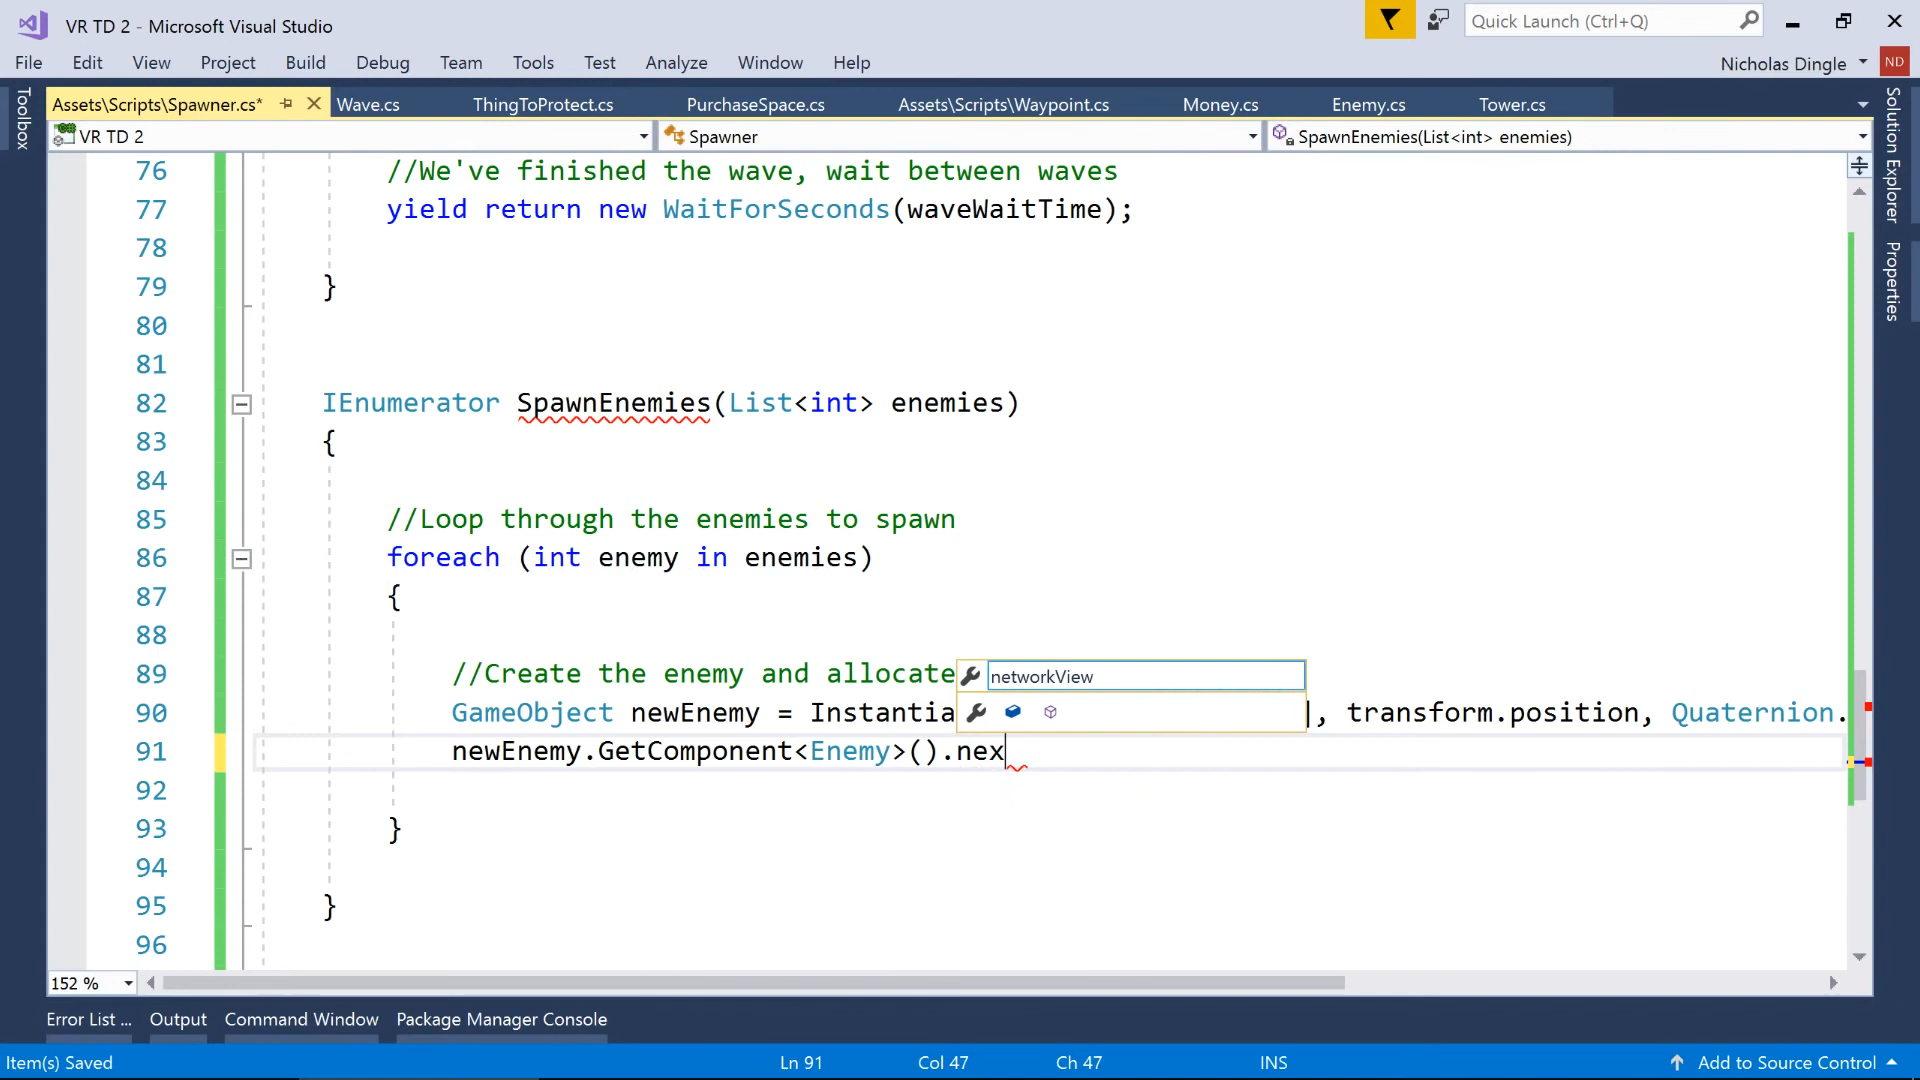 VR TD 2 - Microsoft Visual Studio
Quick Launch (Ctrl+Q)
File Edit View Project Build Debug Team Tools Test Analyze Window Help
Nicholas Dingle ND
Toolbox
Assets\Scripts\Spawner.cs* Wave.cs ThingToProtect.cs PurchaseSpace.cs Assets\Scripts\Waypoint.cs Money.cs Enemy.cs Tower.cs
VR TD 2 Spawner SpawnEnemies(List<int> enemies)
Solution Explorer
Properties
76 //We've finished the wave, wait between waves
77 yield return new WaitForSeconds(waveWaitTime);
78
79 }
80
81
82 IEnumerator SpawnEnemies(List<int> enemies)
83 {
84
85 //Loop through the enemies to spawn
86 foreach (int enemy in enemies)
87 {
88
89 //Create the enemy and allocate
networkView
90 GameObject newEnemy = Instantia , transform.position, Quaternion.
91 newEnemy.GetComponent<Enemy>().nex
92
93 }
94
95 }
96
152 %
Error List ... Output Command Window Package Manager Console
Item(s) Saved Ln 91 Col 47 Ch 47 INS Add to Source Control